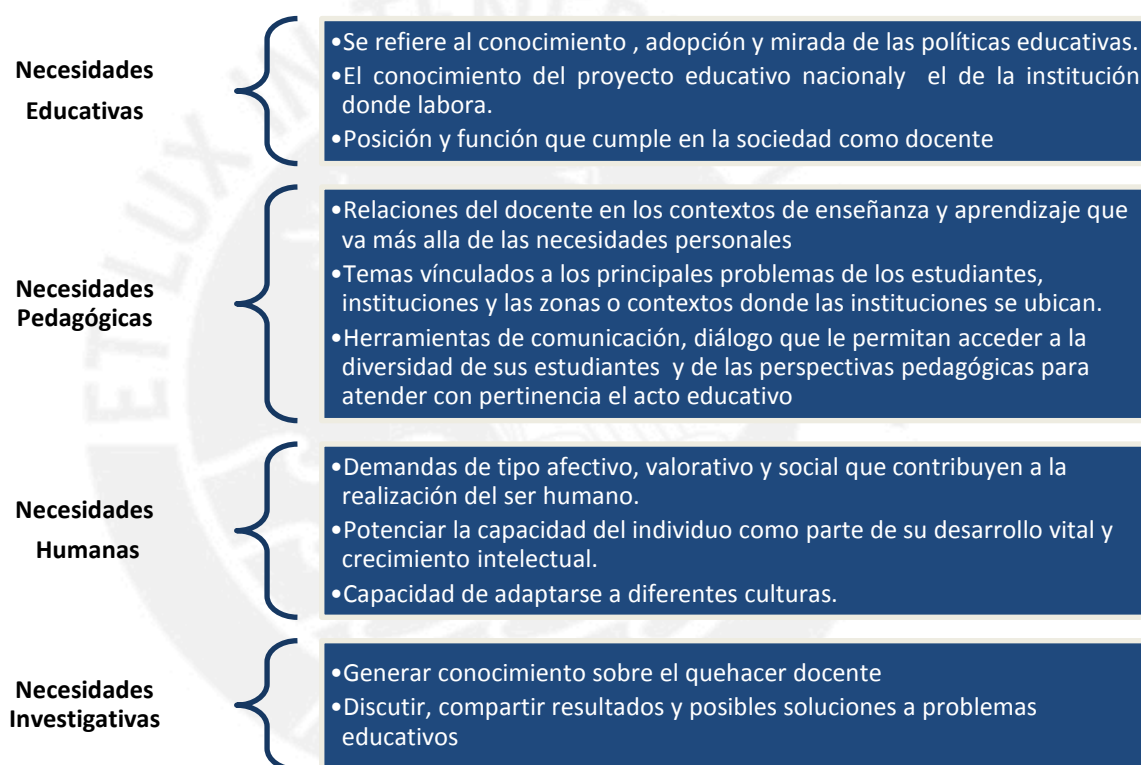 Necesidades
Educativas
•Se refiere al conocimiento , adopción y mirada de las políticas educativas.
•El conocimiento del proyecto educativo nacionaly el de la institución
donde labora.
•Posición y función que cumple en la sociedad como docente
Necesidades
Pedagógicas
•Relaciones del docente en los contextos de enseñanza y aprendizaje que
va más alla de las necesidades personales
•Temas vínculados a los principales problemas de los estudiantes,
instituciones y las zonas o contextos donde las instituciones se ubican.
•Herramientas de comunicación, diálogo que le permitan acceder a la
diversidad de sus estudiantes y de las perspectivas pedagógicas para
atender con pertinencia el acto educativo
Necesidades
Humanas
•Demandas de tipo afectivo, valorativo y social que contribuyen a la
realización del ser humano.
•Potenciar la capacidad del individuo como parte de su desarrollo vital y
crecimiento intelectual.
•Capacidad de adaptarse a diferentes culturas.
Necesidades
Investigativas
•Generar conocimiento sobre el quehacer docente
•Discutir, compartir resultados y posibles soluciones a problemas
educativos
ET LUX